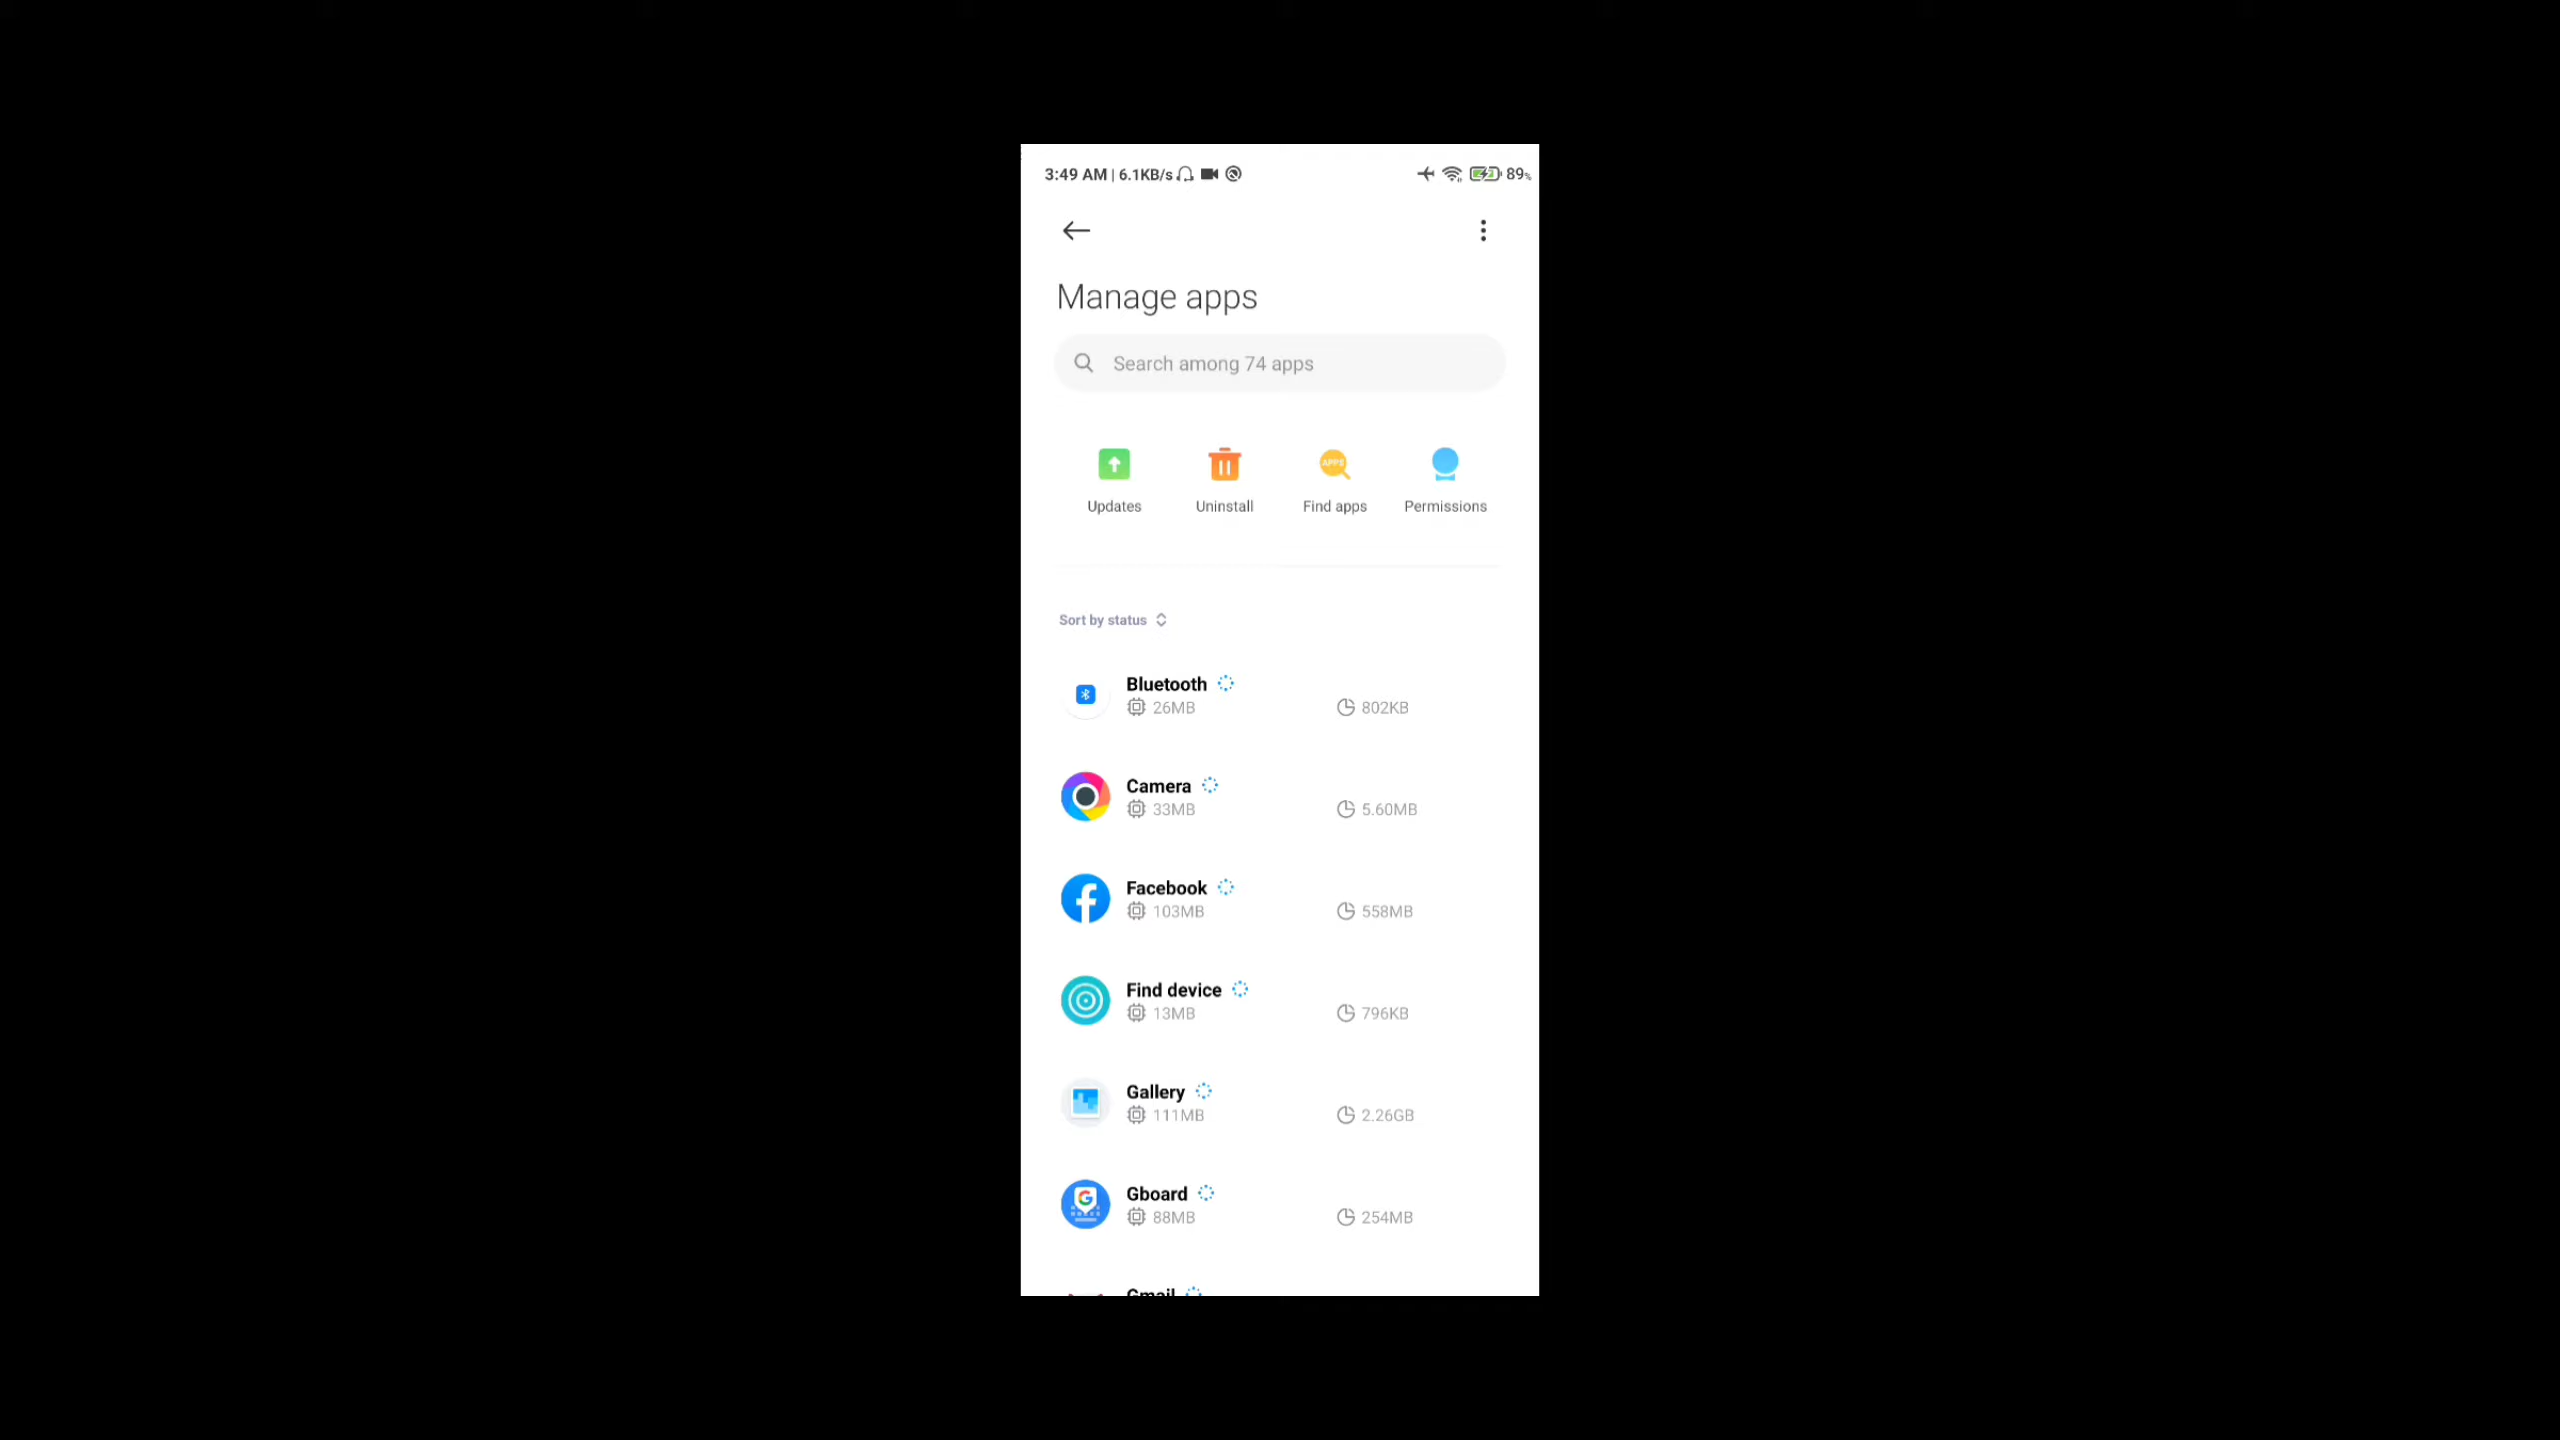 3:49 AM | 6.1KB/s 89%
Manage apps
Search among 74 apps
APPS
Updates Uninstall Find apps Permissions
Sort by status
Bluetooth
26MB 802KB
Camera
33MB 5.60MB
Facebook
103MB 558MB
Find device
13MB 796KB
Gallery
111MB 2.26GB
Gboard
88MB 254MB
Gmail